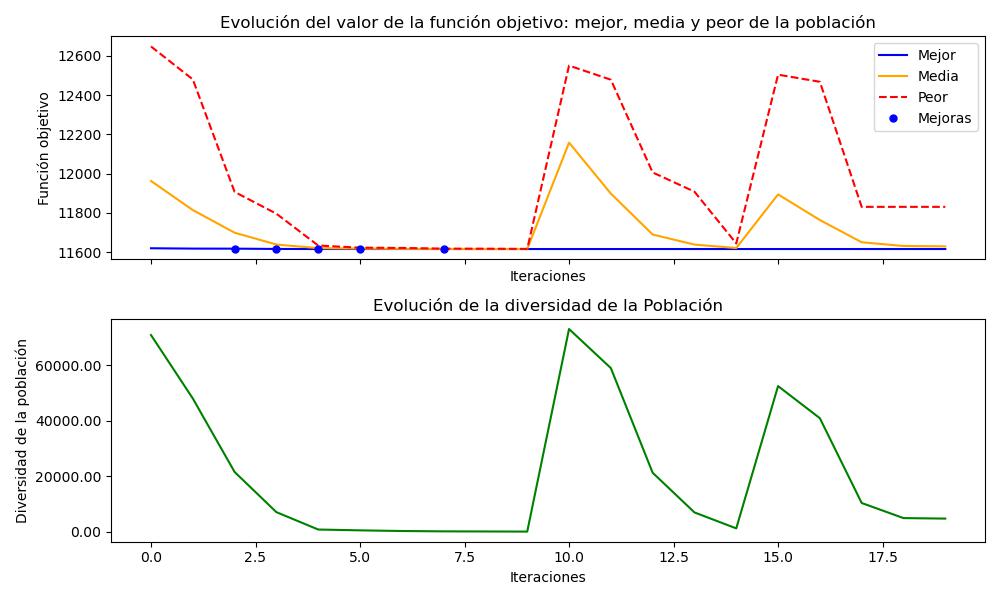 Evolución del valor de la función objetivo: mejor, media y peor de la población
Función objetivo
12600
12400
12200
12000
11800
11600
Mejor
Media
Peor
Mejoras
Iteraciones
Evolución de la diversidad de la Población
Diversidad de la población
60000.00
40000.00
20000.00
0.00
0.0 2.5 5.0 7.5 10.0 12.5 15.0 17.5
Iteraciones